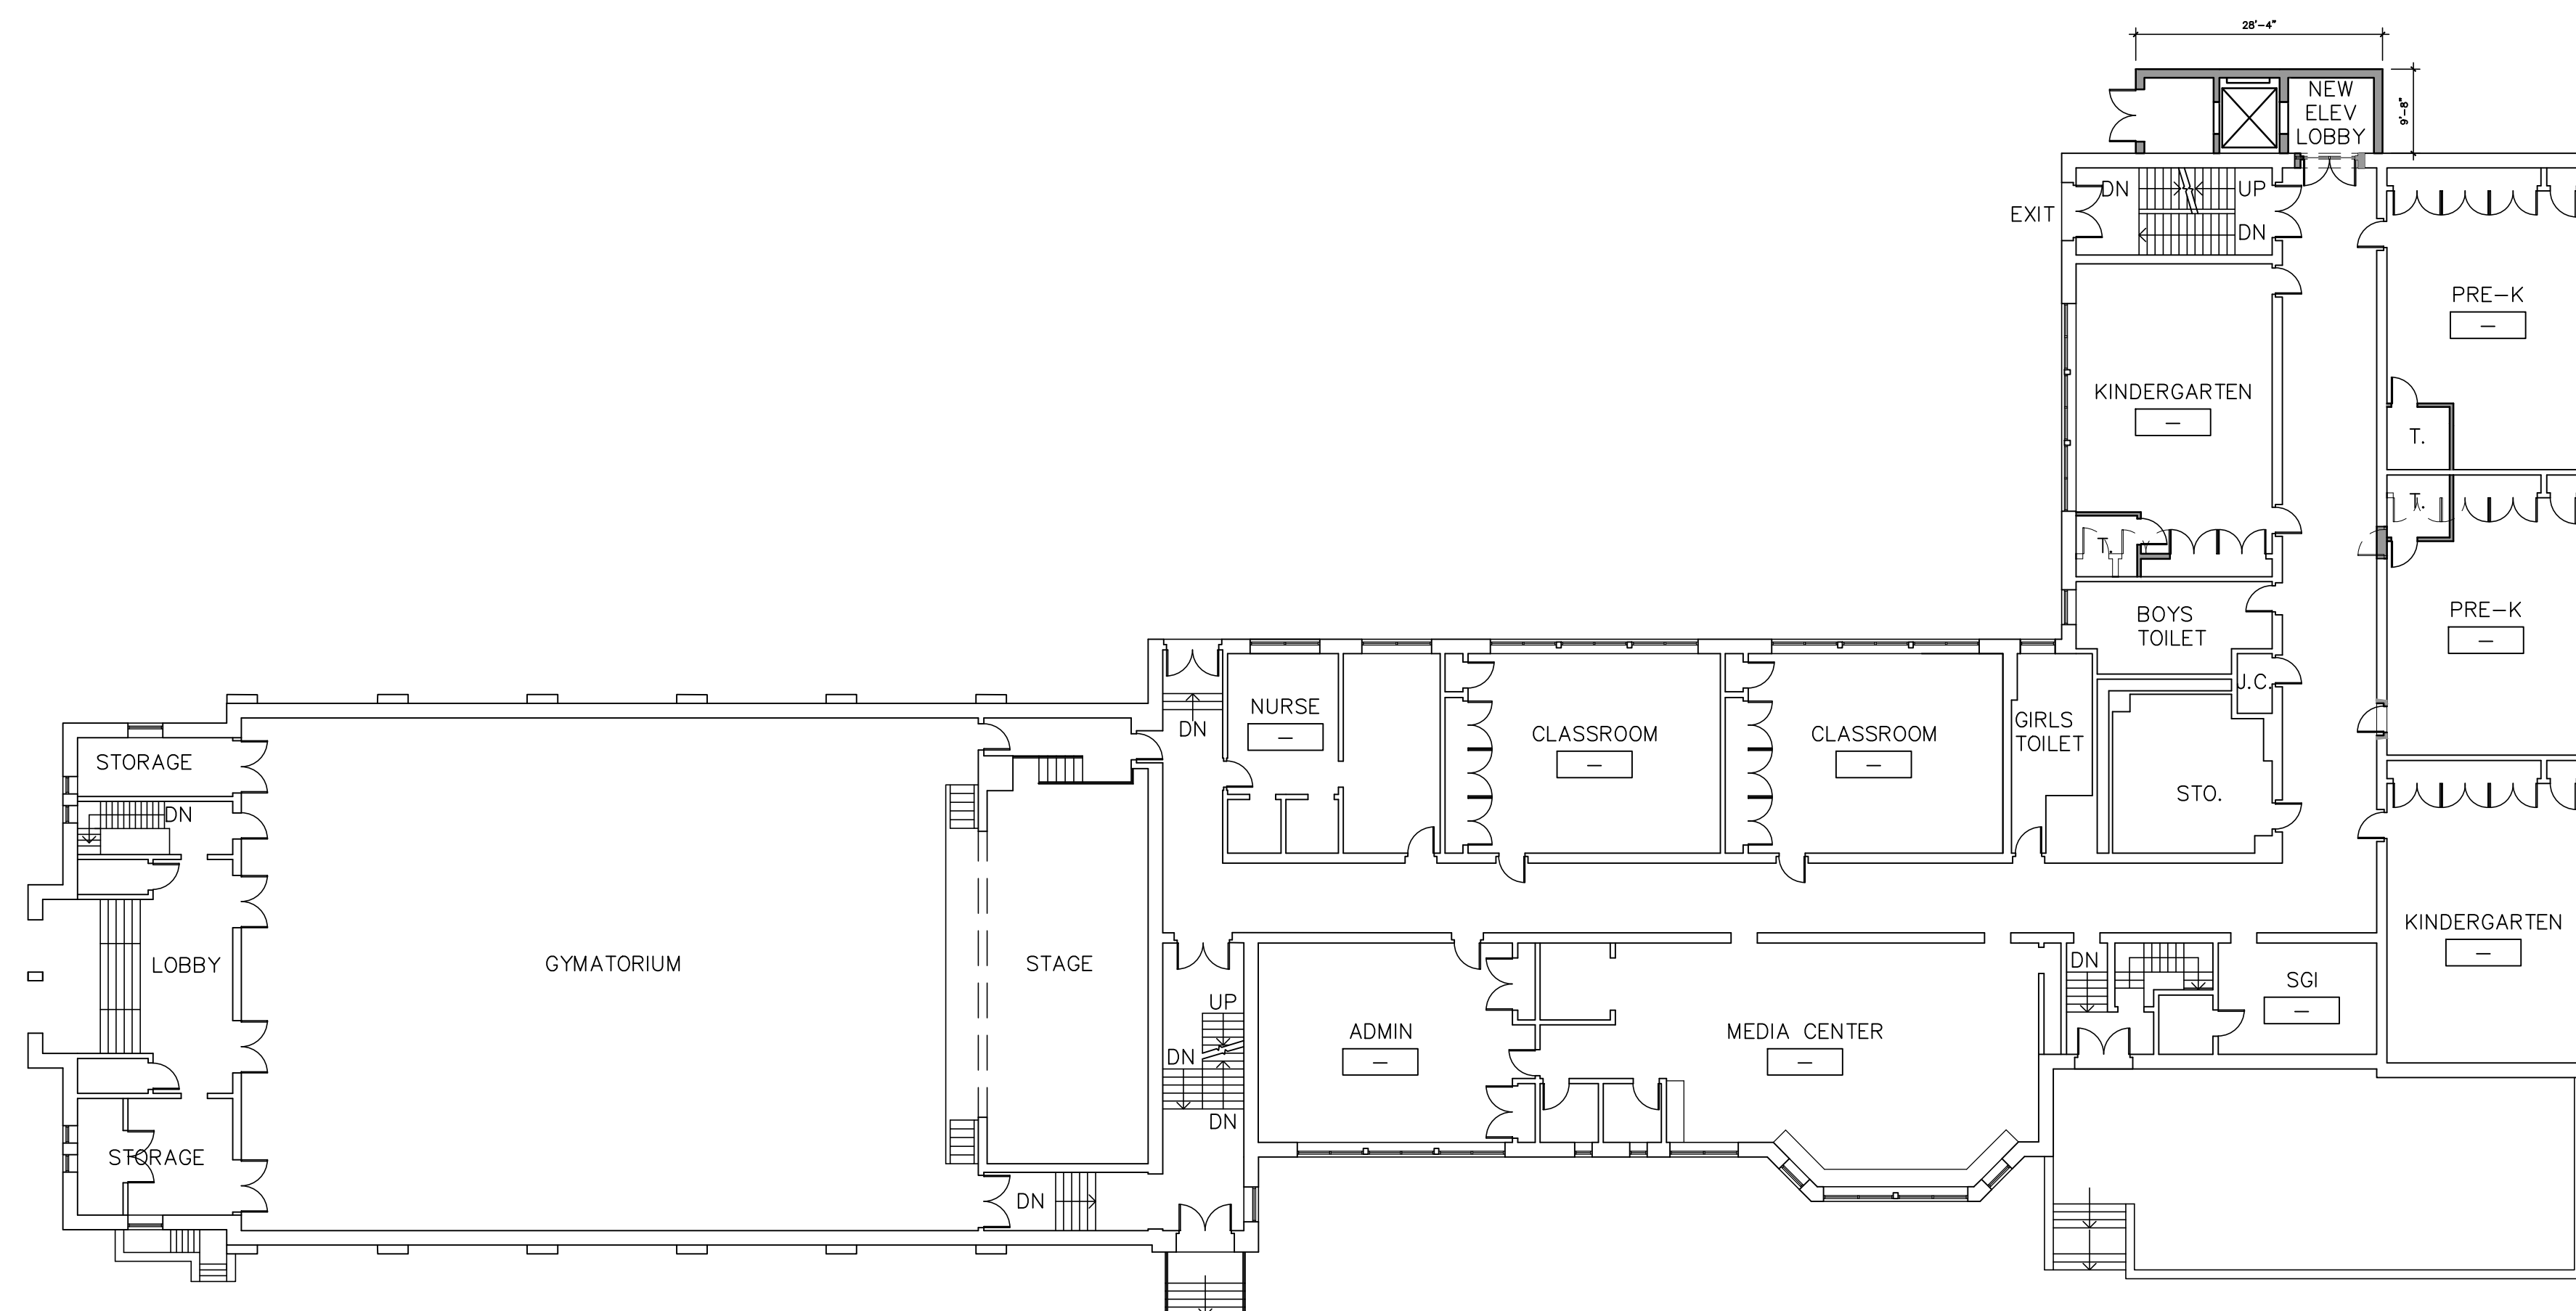 28'-4"
9'-8"
NEW
ELEV
LOBBY
DN
UP
EXIT
DN
PRE-K
—
KINDERGARTEN
—
T.
T.
T.
BOYS
TOILET
PRE-K
—
J.C.
NURSE
—
DN
GIRLS
TOILET
CLASSROOM
—
CLASSROOM
—
STORAGE
STO.
DN
KINDERGARTEN
—
LOBBY
GYMATORIUM
STAGE
DN
SGI
—
UP
ADMIN
—
MEDIA CENTER
—
DN
DN
STORAGE
DN